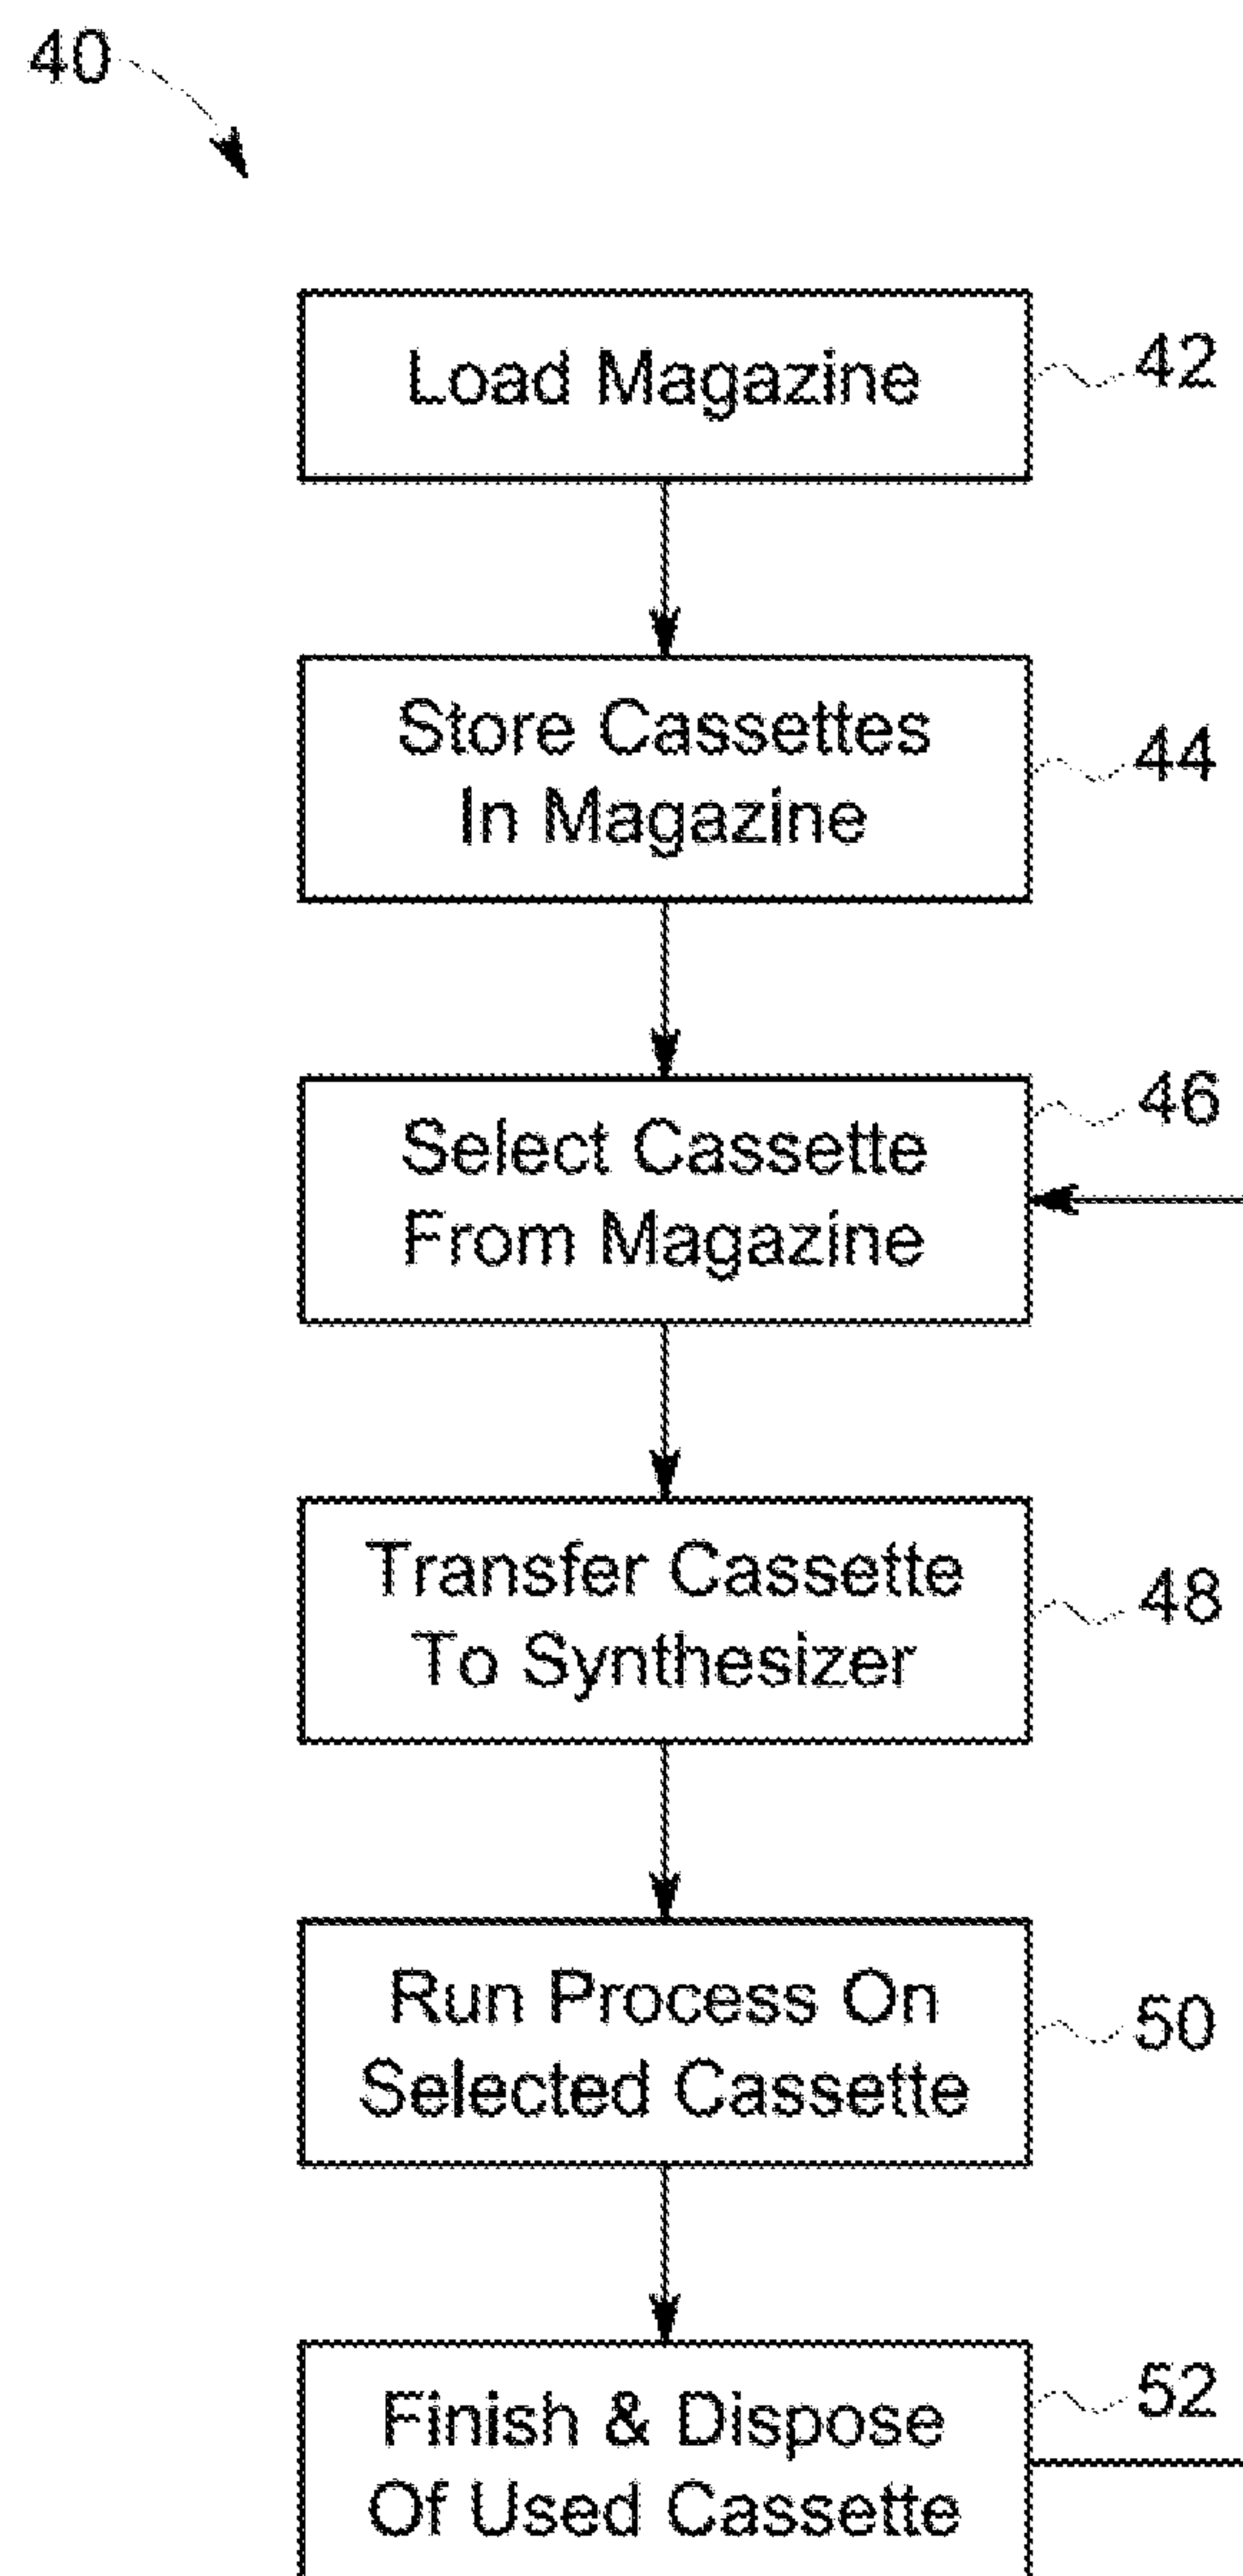 40
Load Magazine
42
Store Cassettes
In Magazine
44
Select Cassette
From Magazine
46
Transfer Cassette
To Synthesizer
48
Run Process On
Selected Cassette
50
Finish & Dispose
Of Used Cassette
52